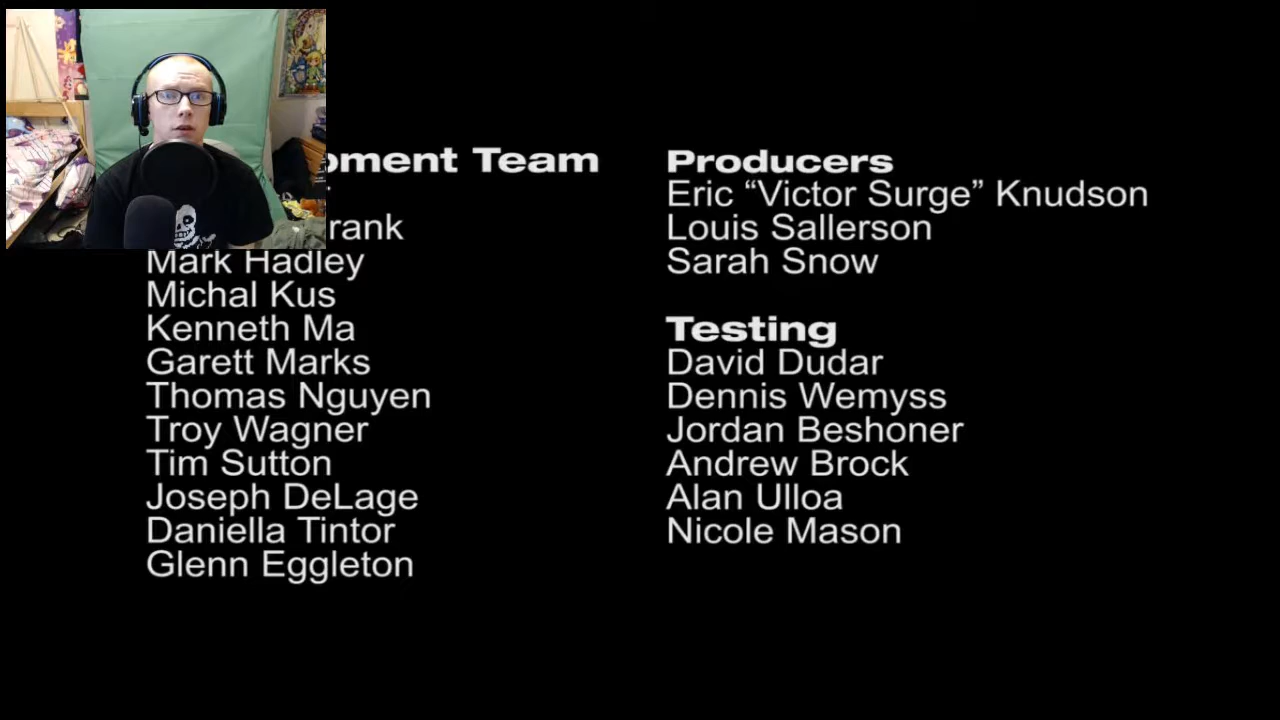 oment Team
rank
Mark Hadley
Michal Kus
Kenneth Ma
Garett Marks
Thomas Nguyen
Troy Wagner
Tim Sutton
Joseph DeLage
Daniella Tintor
Glenn Eggleton
Producers
Eric “Victor Surge” Knudson
Louis Sallerson
Sarah Snow
Testing
David Dudar
Dennis Wemyss
Jordan Beshoner
Andrew Brock
Alan Ulloa
Nicole Mason